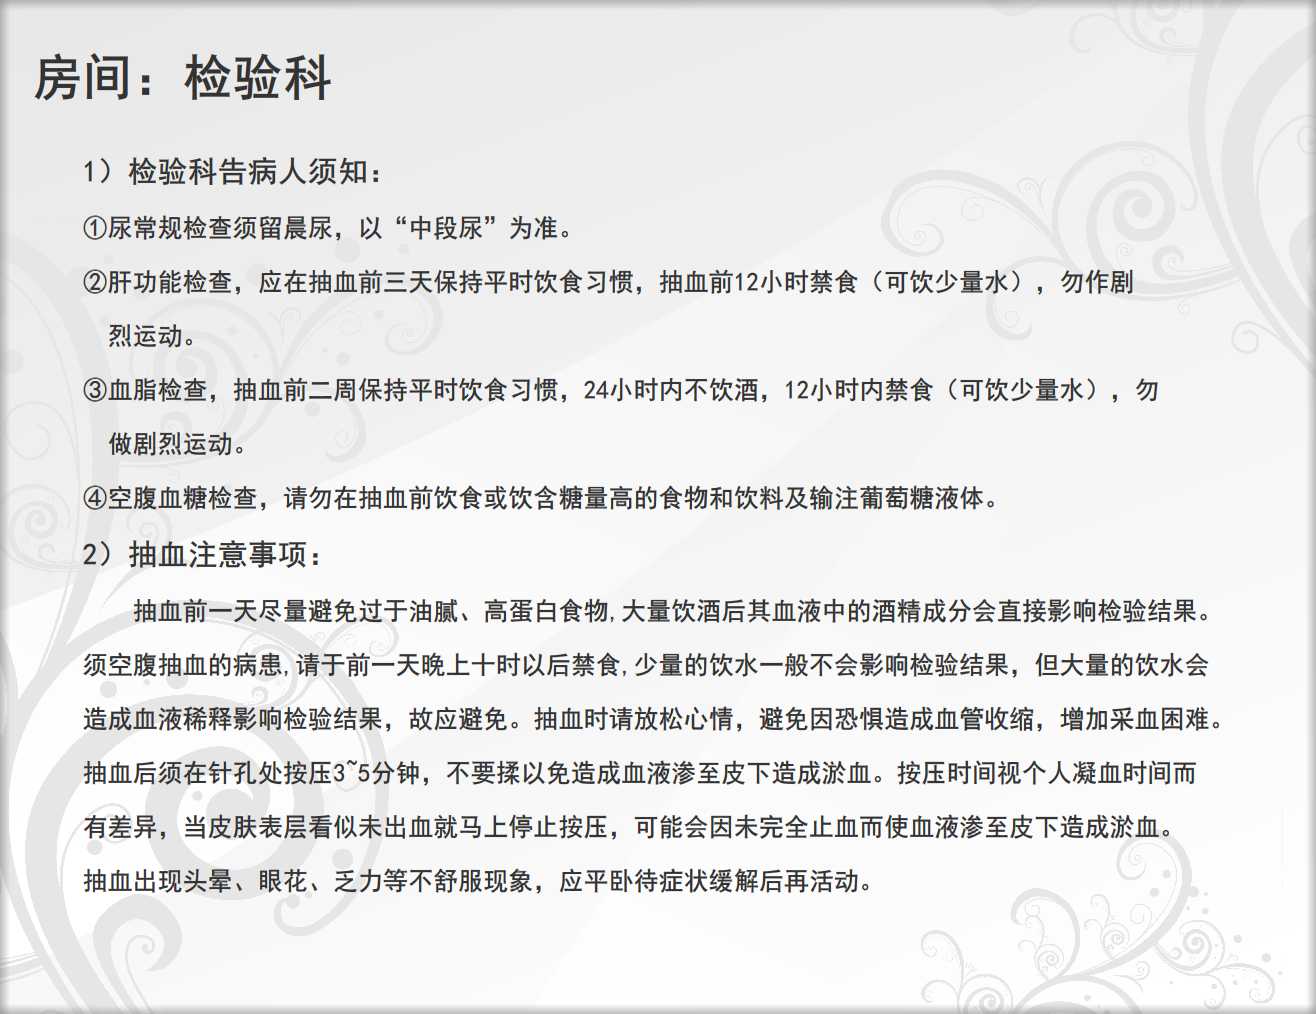 房间：检验科
1）检验科告病人须知：
①尿常规检查须留晨尿，以“中段尿”为准。
②肝功能检查，应在抽血前三天保持平时饮食习惯，抽血前12小时禁食（可饮少量水），勿作剧
烈运动。
③血脂检查，抽血前二周保持平时饮食习惯，24小时内不饮酒，12小时内禁食（可饮少量水），勿
做剧烈运动。
④空腹血糖检查，请勿在抽血前饮食或饮含糖量高的食物和饮料及输注葡萄糖液体。
2）抽血注意事项：
抽血前一天尽量避免过于油腻、高蛋白食物,大量饮酒后其血液中的酒精成分会直接影响检验结果。
须空腹抽血的病患,请于前一天晚上十时以后禁食,少量的饮水一般不会影响检验结果，但大量的饮水会
造成血液稀释影响检验结果，故应避免。抽血时请放松心情，避免因恐惧造成血管收缩，增加采血困难。
抽血后须在针孔处按压3~5分钟，不要揉以免造成血液渗至皮下造成淤血。按压时间视个人凝血时间而
有差异，当皮肤表层看似未出血就马上停止按压，可能会因未完全止血而使血液渗至皮下造成淤血。
抽血出现头晕、眼花、乏力等不舒服现象，应平卧待症状缓解后再活动。